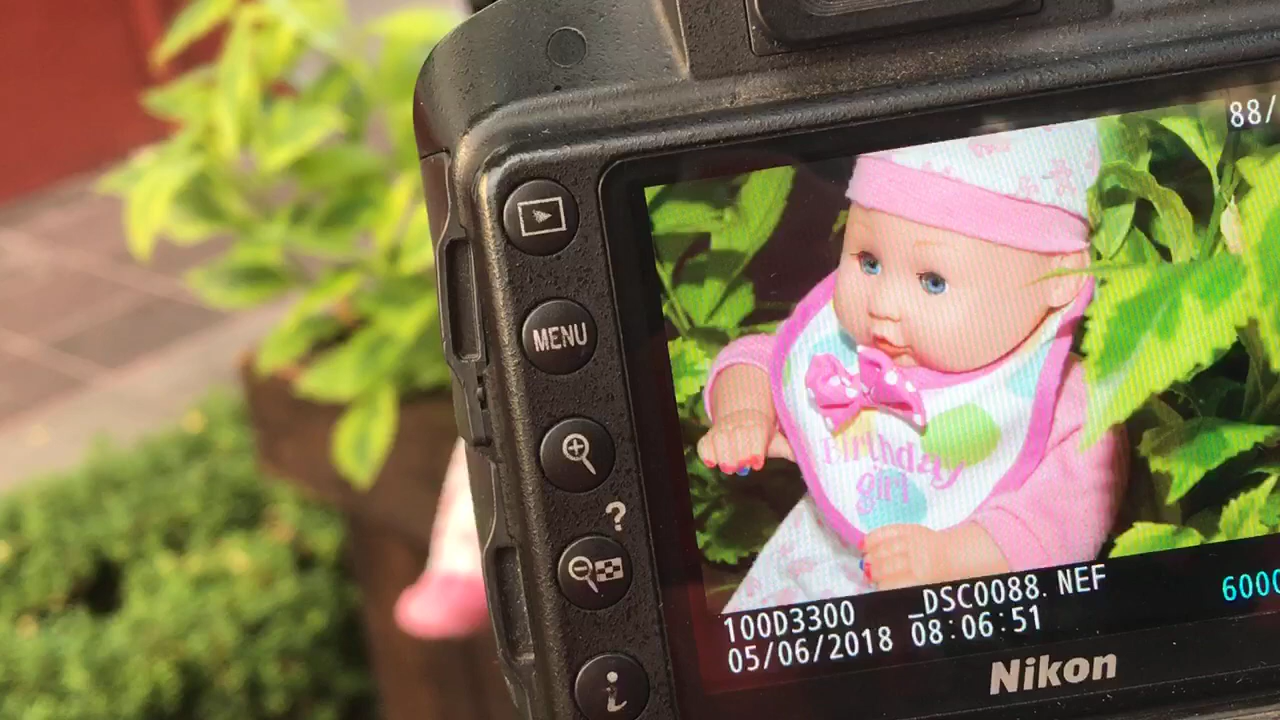 88/
MENU
Birthday
girl
?
100D3300 _DSC0088.NEF
6000
05/06/2018 08:06:51
i
Nikon